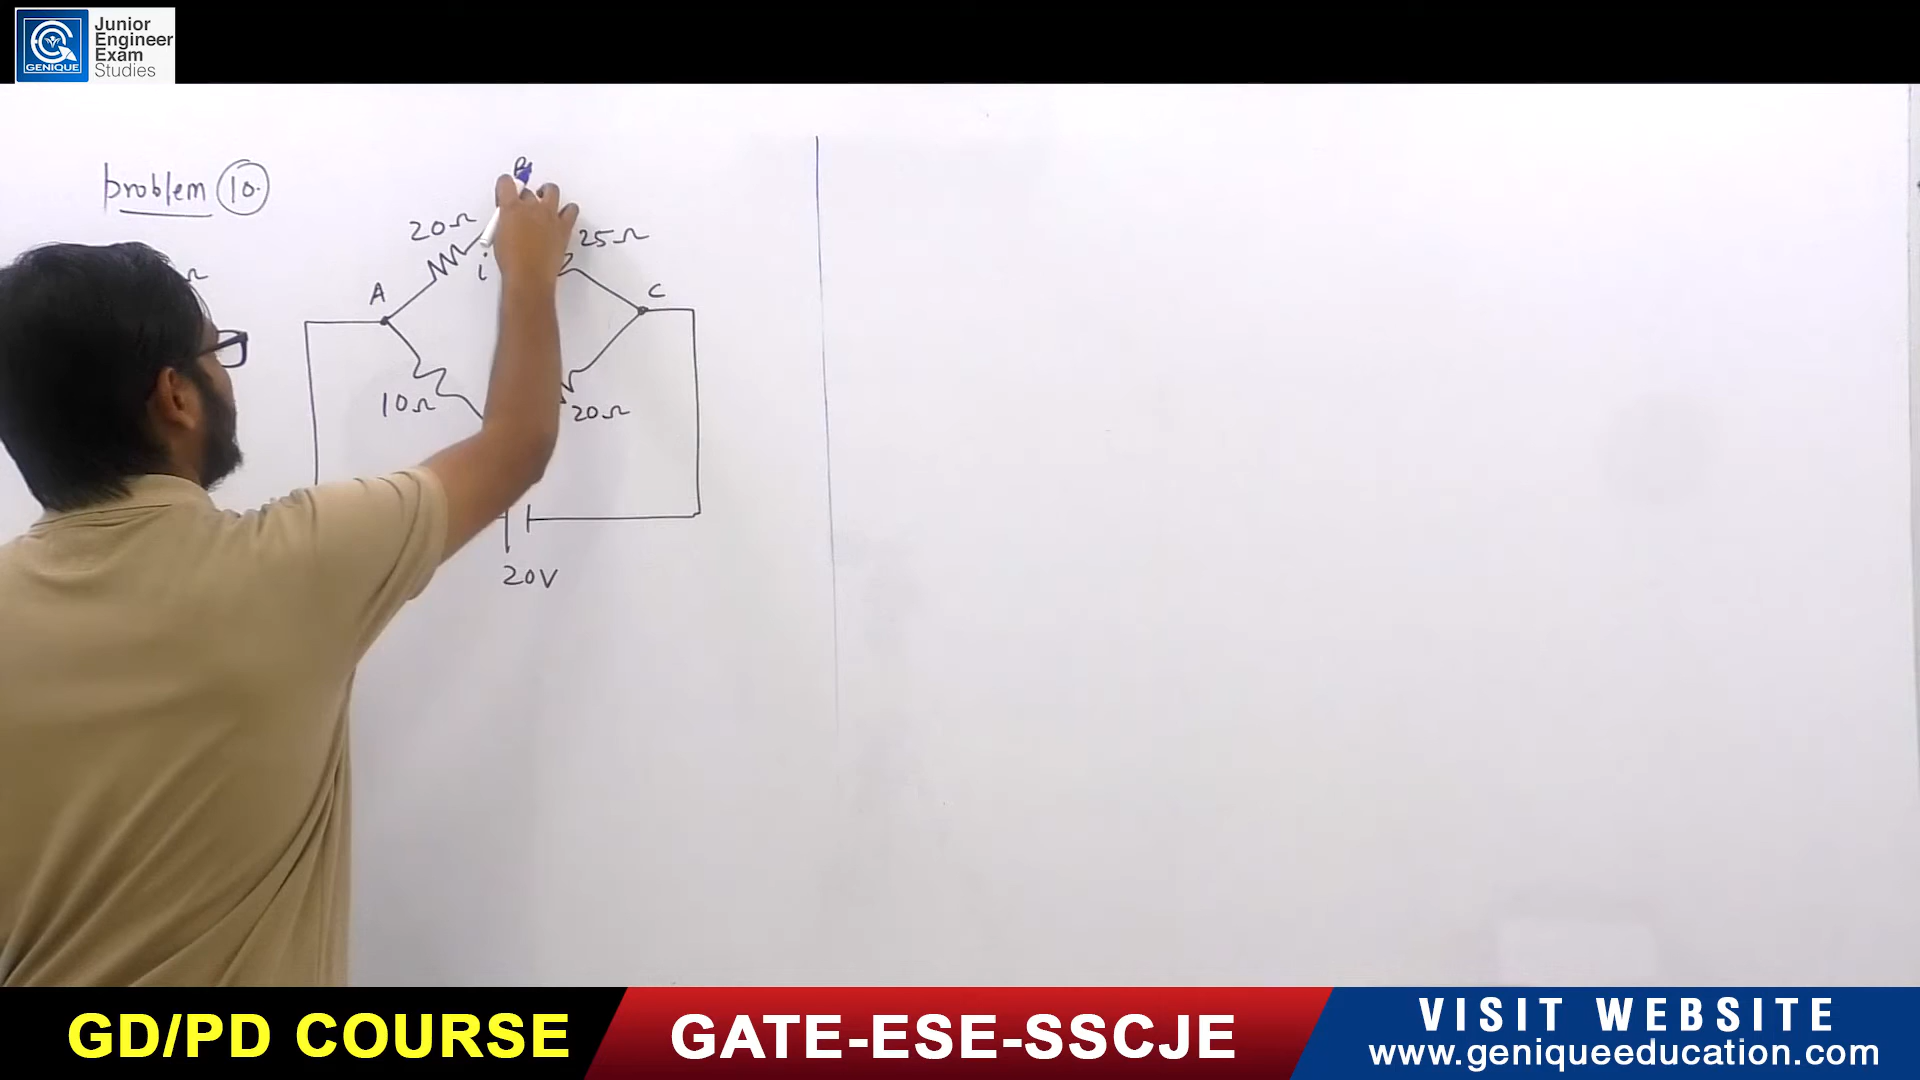 Junior
Engineer
Exam
Studies
GENIQUE
problem 10.
B
20Ω
25Ω
i
A
C
Ω
10Ω
20Ω
20V
GD/PD COURSE
GATE-ESE-SSCJE
VISIT WEBSITE
www.geniqueeducation.com